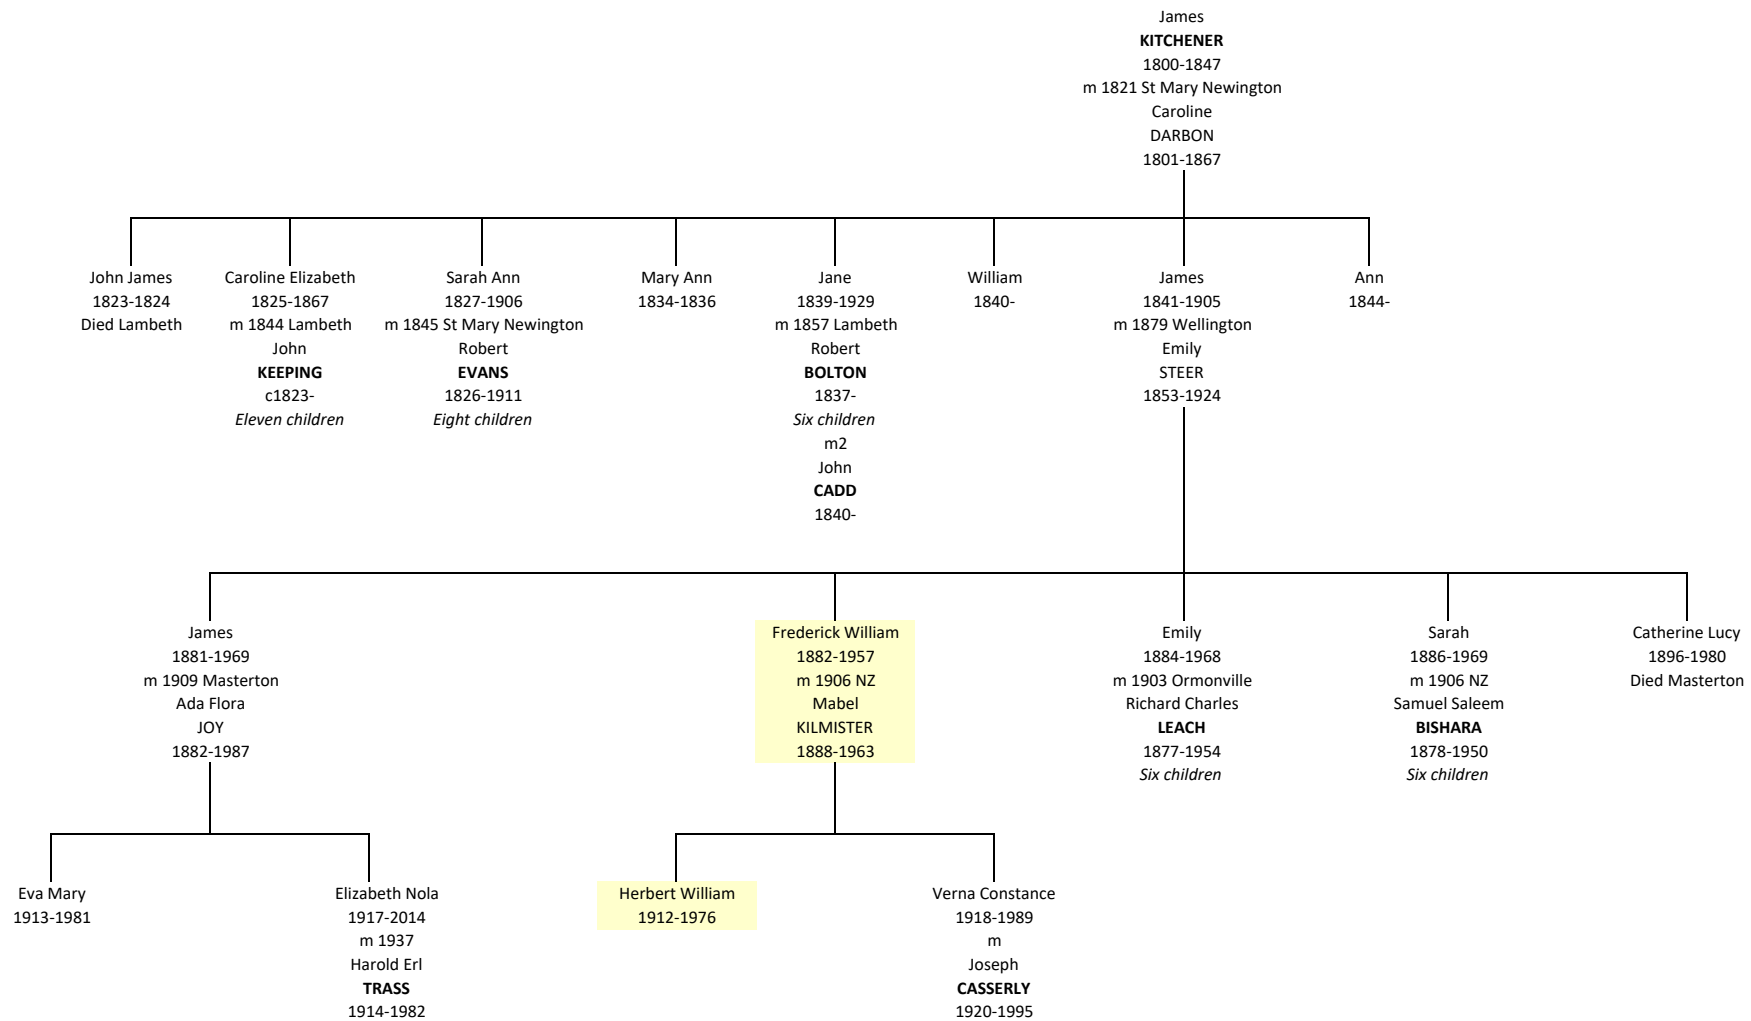 James
KITCHENER
1800-1847
m 1821 St Mary Newington
Caroline
DARBON
1801-1867
John James
1823-1824
Died Lambeth
Caroline Elizabeth
1825-1867
m 1844 Lambeth
John
KEEPING
c1823-
Eleven children
Sarah Ann
1827-1906
m 1845 St Mary Newington
Robert
EVANS
1826-1911
Eight children
Mary Ann
1834-1836
Jane
1839-1929
m 1857 Lambeth
Robert
BOLTON
1837-
Six children
m2
John
CADD
1840-
William
1840-
James
1841-1905
m 1879 Wellington
Emily
STEER
1853-1924
Ann
1844-
James
1881-1969
m 1909 Masterton
Ada Flora
JOY
1882-1987
Frederick William
1882-1957
m 1906 NZ
Mabel
KILMISTER
1888-1963
Emily
1884-1968
m 1903 Ormonville
Richard Charles
LEACH
1877-1954
Six children
Sarah
1886-1969
m 1906 NZ
Samuel Saleem
BISHARA
1878-1950
Six children
Catherine Lucy
1896-1980
Died Masterton
Eva Mary
1913-1981
Elizabeth Nola
1917-2014
m 1937
Harold Erl
TRASS
1914-1982
Herbert William
1912-1976
Verna Constance
1918-1989
m
Joseph
CASSERLY
1920-1995